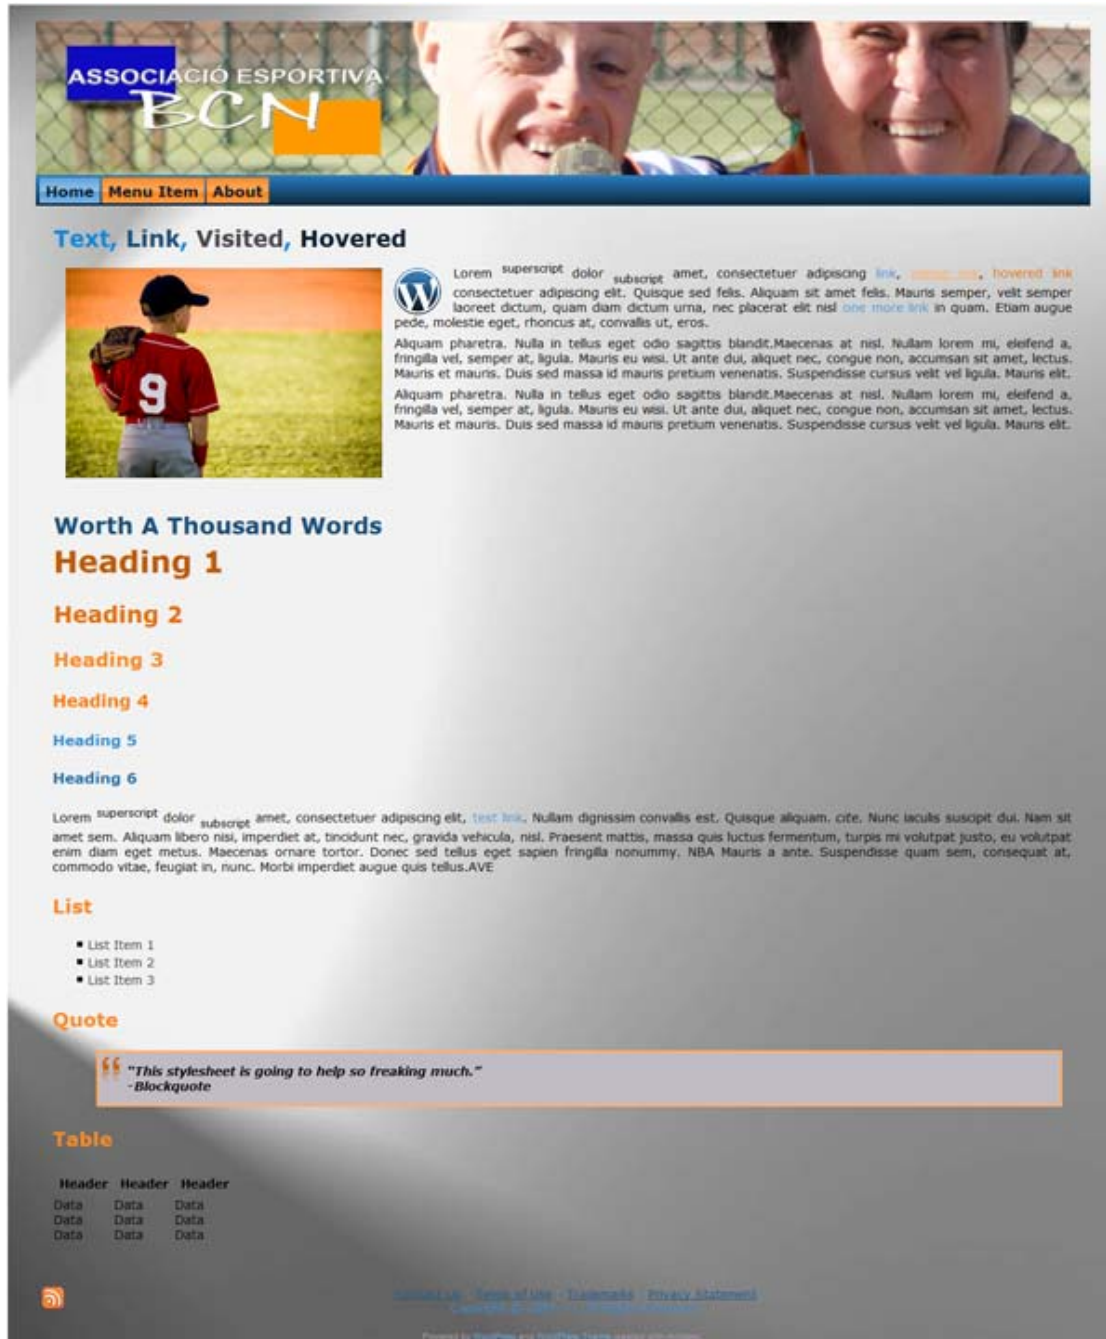 ASSOCIACIÓ ESPORTIVA
BCN
Home Menu Item About
Text, Link, Visited, Hovered
9
Lorem superscript dolor subscript amet, consectetuer adipiscing link, hovered link
consectetuer adipiscing elit. Quisque sed felis. Aliquam sit amet felis. Mauris semper, velit semper
laoreet dictum, quam diam dictum urna, nec placerat elit nisl one more link in quam. Etiam augue
pede, molestie eget, rhoncus at, convallis ut, eros.
Aliquam pharetra. Nulla in tellus eget odio sagittis blandit.Maecenas at nisl. Nullam lorem mi, eleifend a,
fringilla vel, semper at, ligula. Mauris eu wisi. Ut ante dui, aliquet nec, congue non, accumsan sit amet, lectus.
Mauris et mauris. Duis sed massa id mauris pretium venenatis. Suspendisse cursus velit vel ligula. Mauris elit.
Aliquam pharetra. Nulla in tellus eget odio sagittis blandit.Maecenas at nisl. Nullam lorem mi, eleifend a,
fringilla vel, semper at, ligula. Mauris eu wisi. Ut ante dui, aliquet nec, congue non, accumsan sit amet, lectus.
Mauris et mauris. Duis sed massa id mauris pretium venenatis. Suspendisse cursus velit vel ligula. Mauris elit.
Worth A Thousand Words
Heading 1
Heading 2
Heading 3
Heading 4
Heading 5
Heading 6
Lorem superscript dolor subscript amet, consectetuer adipiscing elit, test link. Nullam dignissim convallis est. Quisque aliquam. cite. Nunc iaculis suscipit dui. Nam sit
amet sem. Aliquam libero nisi, imperdiet at, tincidunt nec, gravida vehicula, nisl. Praesent mattis, massa quis luctus fermentum, turpis mi volutpat justo, eu volutpat
enim diam eget metus. Maecenas ornare tortor. Donec sed tellus eget sapien fringilla nonummy. NBA Mauris a ante. Suspendisse quam sem, consequat at,
commodo vitae, feugiat in, nunc. Morbi imperdiet augue quis tellus.AVE
List
List Item 1
List Item 2
List Item 3
Quote
"This stylesheet is going to help so freaking much."
-Blockquote
Table
Header Header Header
Data Data Data
Data Data Data
Data Data Data
Contact Us Terms of Use Trademarks Privacy Statement
Powered by WordPress and WordPress Theme